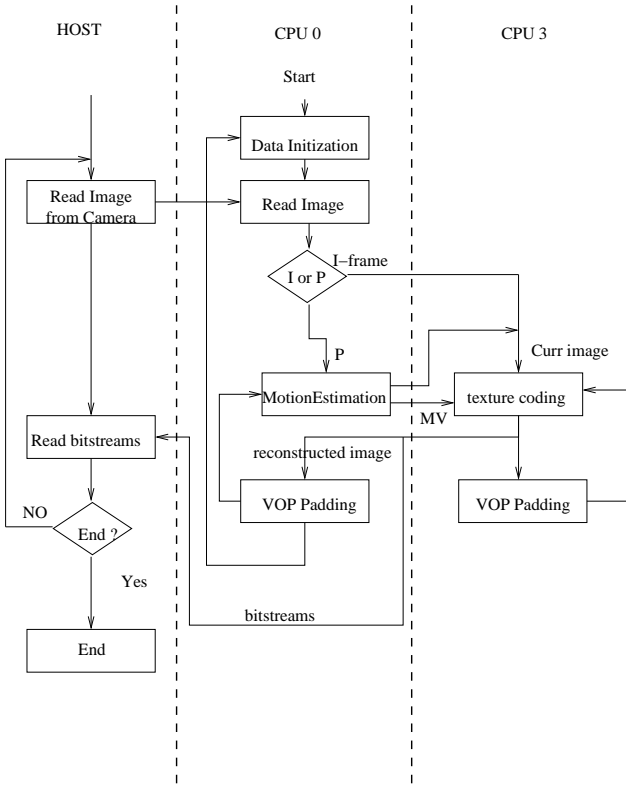 HOST
CPU 0
CPU 3
Start
Data Initization
Read Image
from Camera
Read Image
I−frame
I or P
P
Curr image
MotionEstimation
texture coding
MV
Read bitstreams
reconstructed image
VOP Padding
VOP Padding
NO
End ?
Yes
bitstreams
End